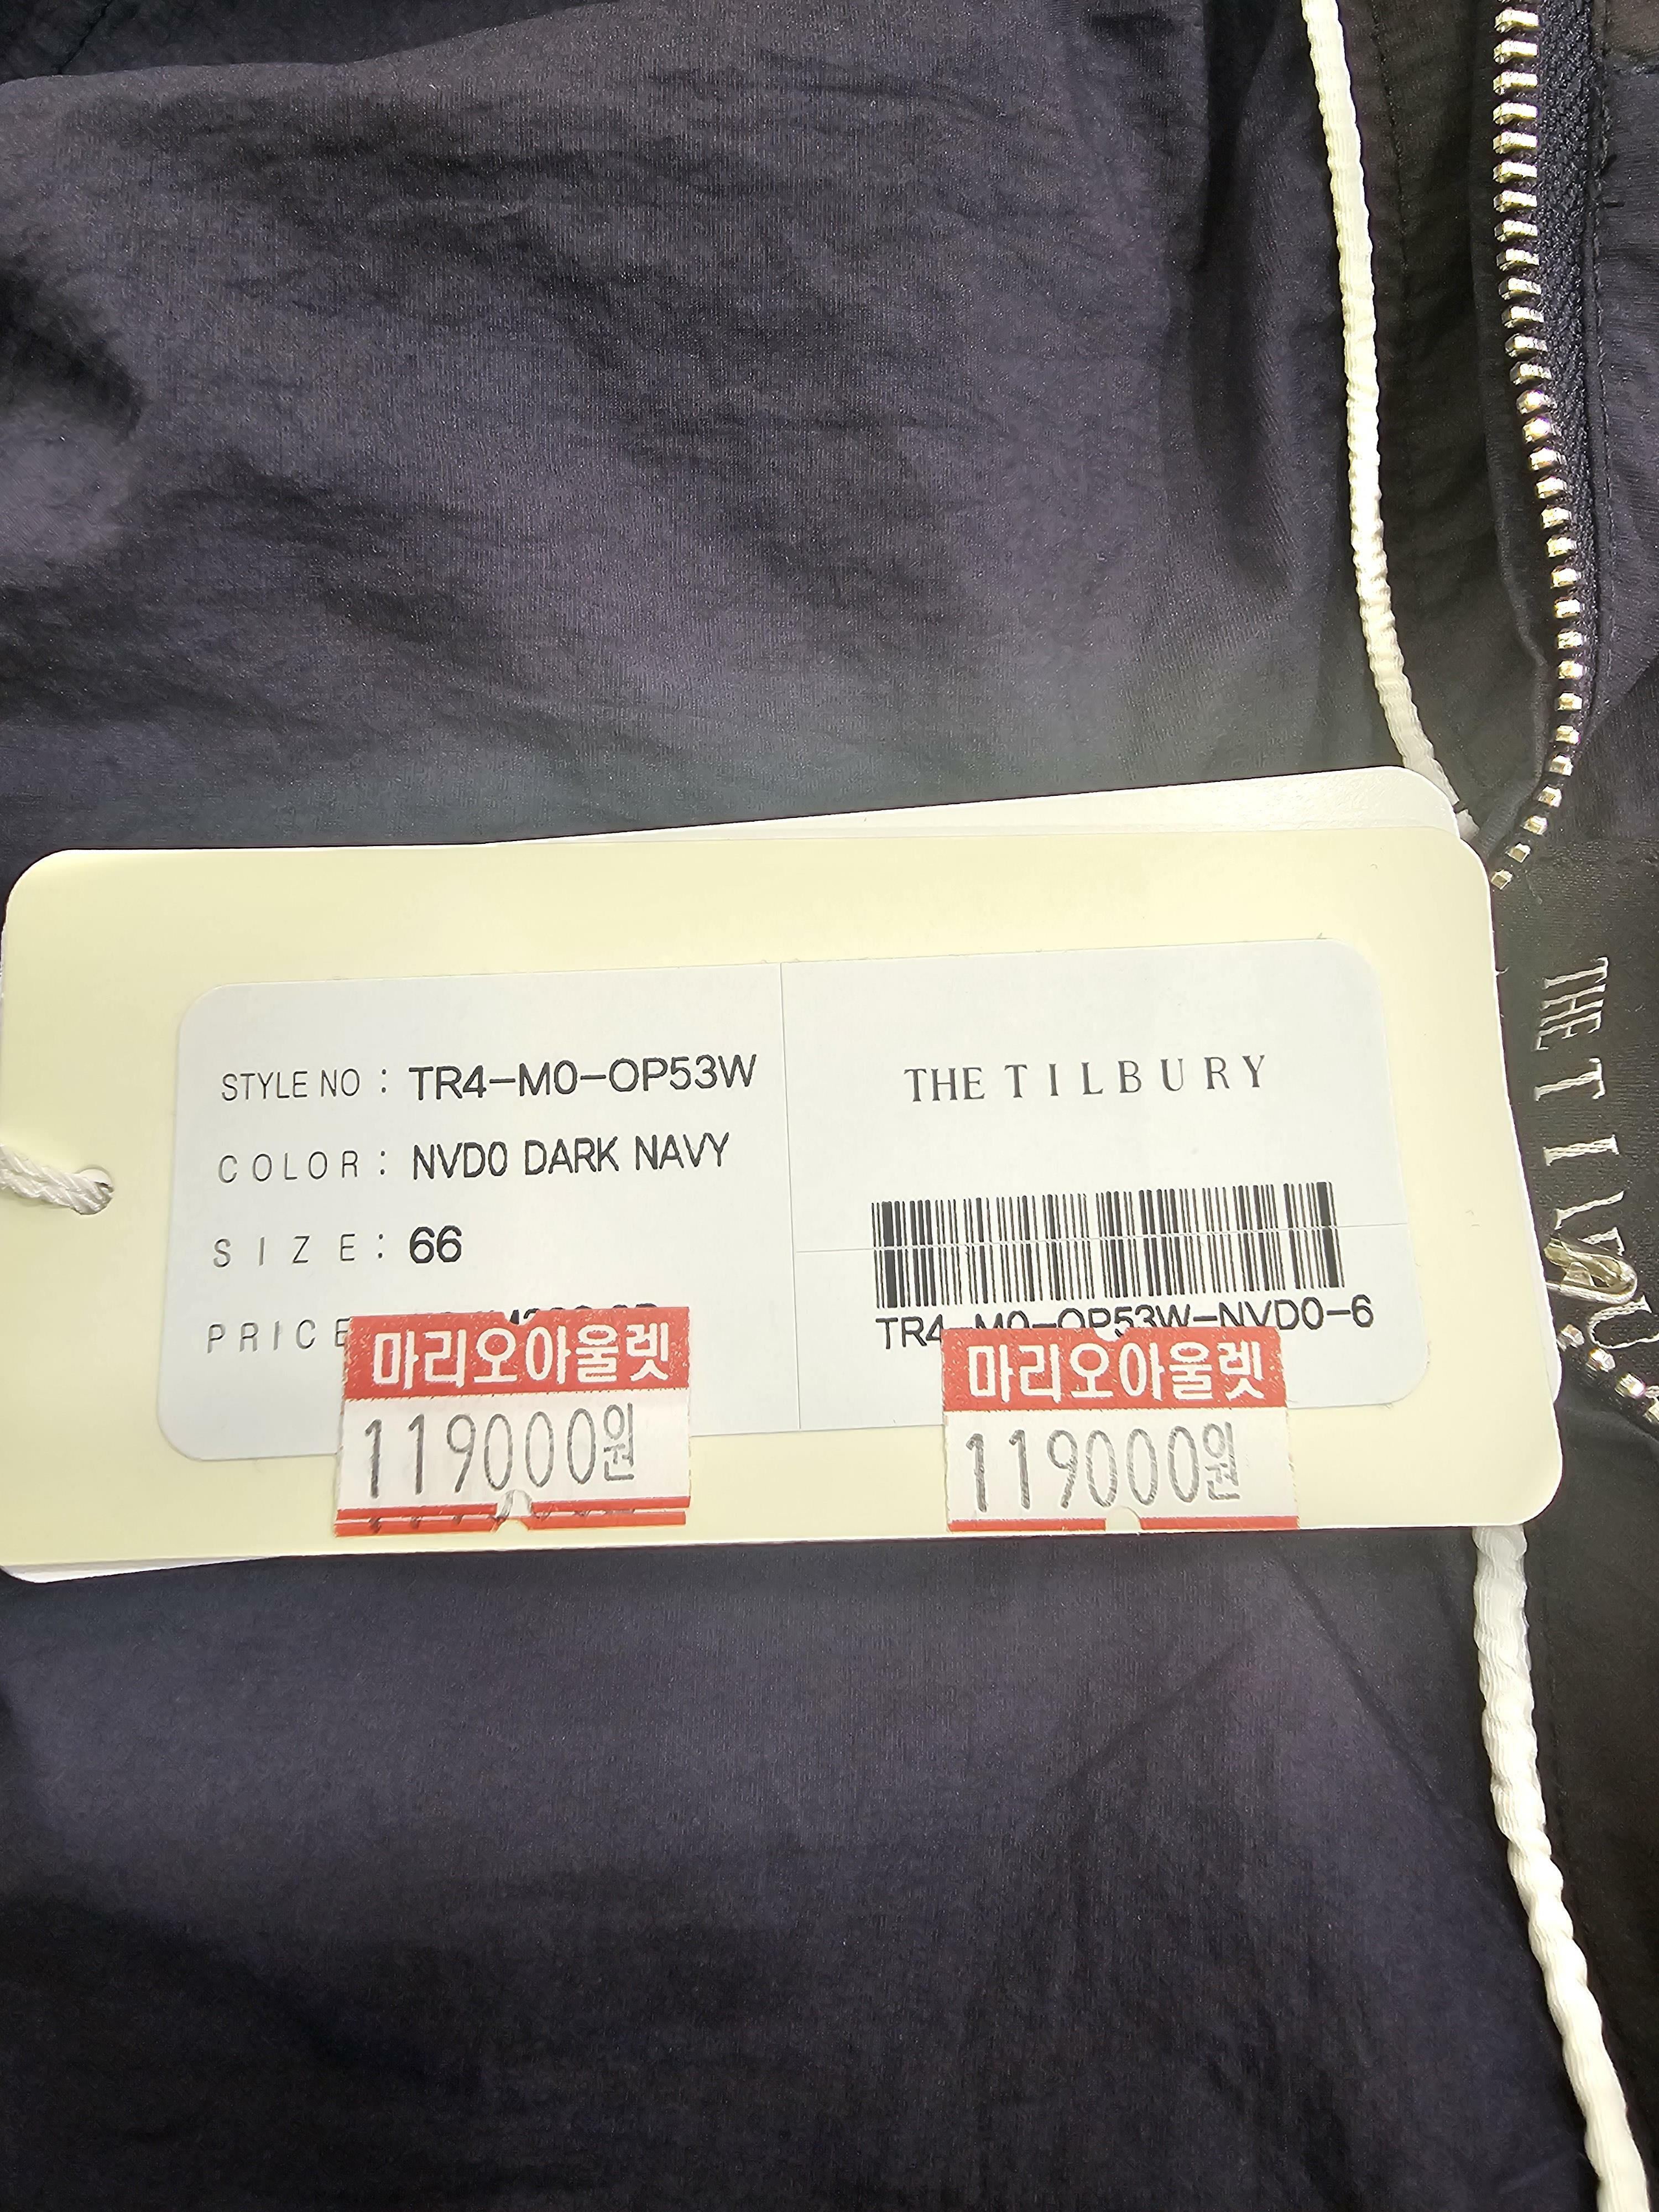 STYLE NO : TR4-M0-OP53W
COLOR : NVD0 DARK NAVY
SIZE : 66
PRICE
마리오아울렛
119000원
THE TILBURY
TR4-M0-OP53W-NVD0-6
마리오아울렛
119000원
THE TILBURY